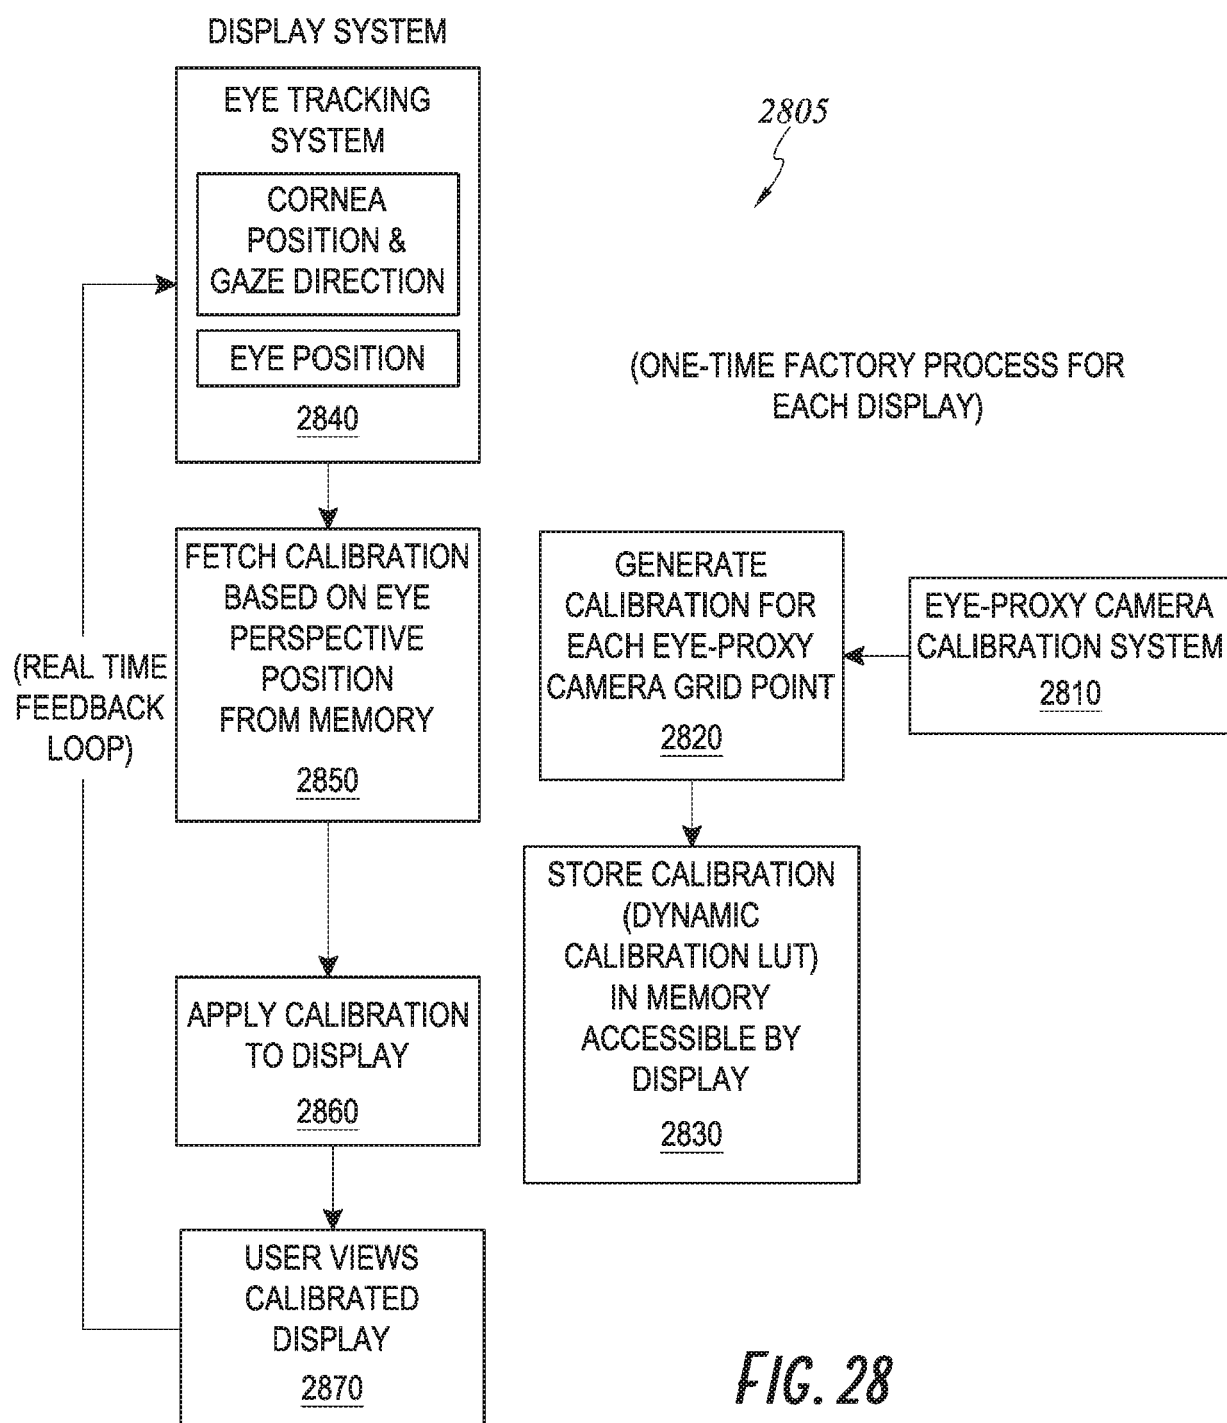 DISPLAY SYSTEM
EYE TRACKING
SYSTEM
CORNEA
POSITION &
GAZE DIRECTION
EYE POSITION
2840
FETCH CALIBRATION
BASED ON EYE
PERSPECTIVE
POSITION
FROM MEMORY
2850
APPLY CALIBRATION
TO DISPLAY
2860
USER VIEWS
CALIBRATED
DISPLAY
2870
(REAL TIME
FEEDBACK
LOOP)
2805
(ONE-TIME FACTORY PROCESS FOR
EACH DISPLAY)
EYE-PROXY CAMERA
CALIBRATION SYSTEM
2810
GENERATE
CALIBRATION FOR
EACH EYE-PROXY
CAMERA GRID POINT
2820
STORE CALIBRATION
(DYNAMIC
CALIBRATION LUT)
IN MEMORY
ACCESSIBLE BY
DISPLAY
2830
FIG. 28